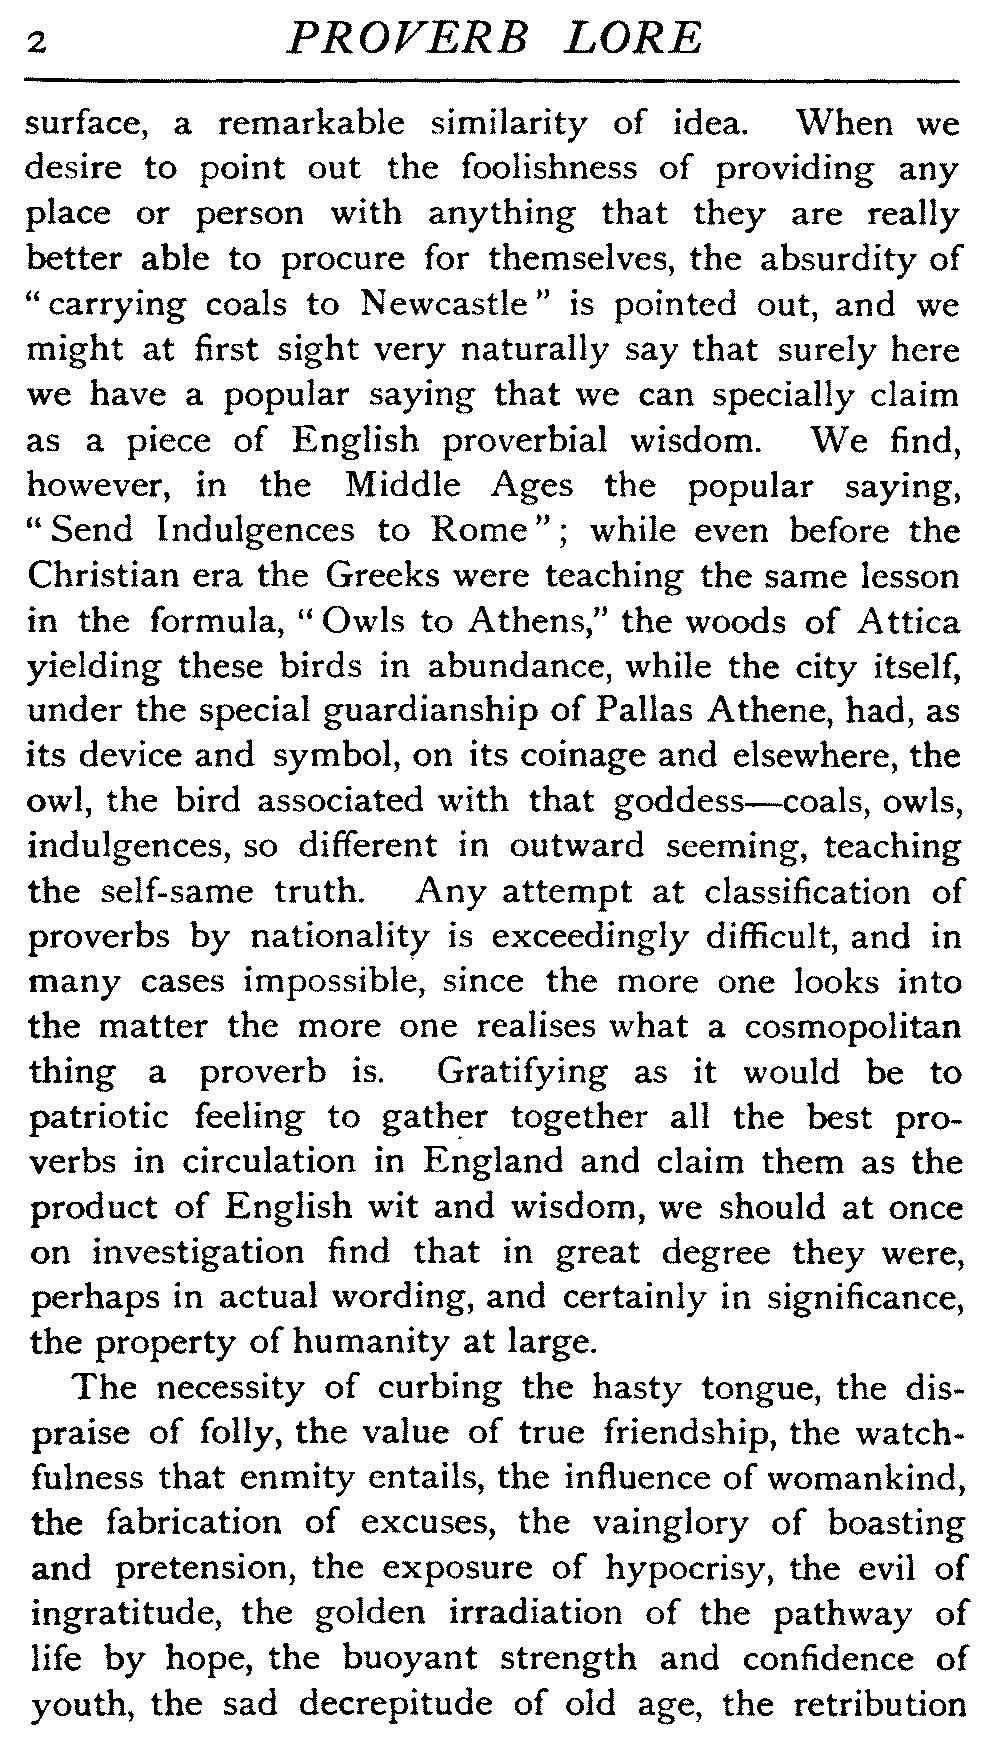 2 PROVERB LORE
surface, a remarkable similarity of idea. When we
desire to point out the foolishness of providing any
place or person with anything that they are really
better able to procure for themselves, the absurdity of
“carrying coals to Newcastle” is pointed out, and we
might at first sight very naturally say that surely here
we have a popular saying that we can specially claim
as a piece of English proverbial wisdom. We find,
however, in the Middle Ages the popular saying,
“Send Indulgences to Rome”; while even before the
Christian era the Greeks were teaching the same lesson
in the formula, “Owls to Athens,” the woods of Attica
yielding these birds in abundance, while the city itself,
under the special guardianship of Pallas Athene, had, as
its device and symbol, on its coinage and elsewhere, the
owl, the bird associated with that goddess—coals, owls,
indulgences, so different in outward seeming, teaching
the self-same truth. Any attempt at classification of
proverbs by nationality is exceedingly difficult, and in
many cases impossible, since the more one looks into
the matter the more one realises what a cosmopolitan
thing a proverb is. Gratifying as it would be to
patriotic feeling to gather together all the best pro-
verbs in circulation in England and claim them as the
product of English wit and wisdom, we should at once
on investigation find that in great degree they were,
perhaps in actual wording, and certainly in significance,
the property of humanity at large.
The necessity of curbing the hasty tongue, the dis-
praise of folly, the value of true friendship, the watch-
fulness that enmity entails, the influence of womankind,
the fabrication of excuses, the vainglory of boasting
and pretension, the exposure of hypocrisy, the evil of
ingratitude, the golden irradiation of the pathway of
life by hope, the buoyant strength and confidence of
youth, the sad decrepitude of old age, the retribution